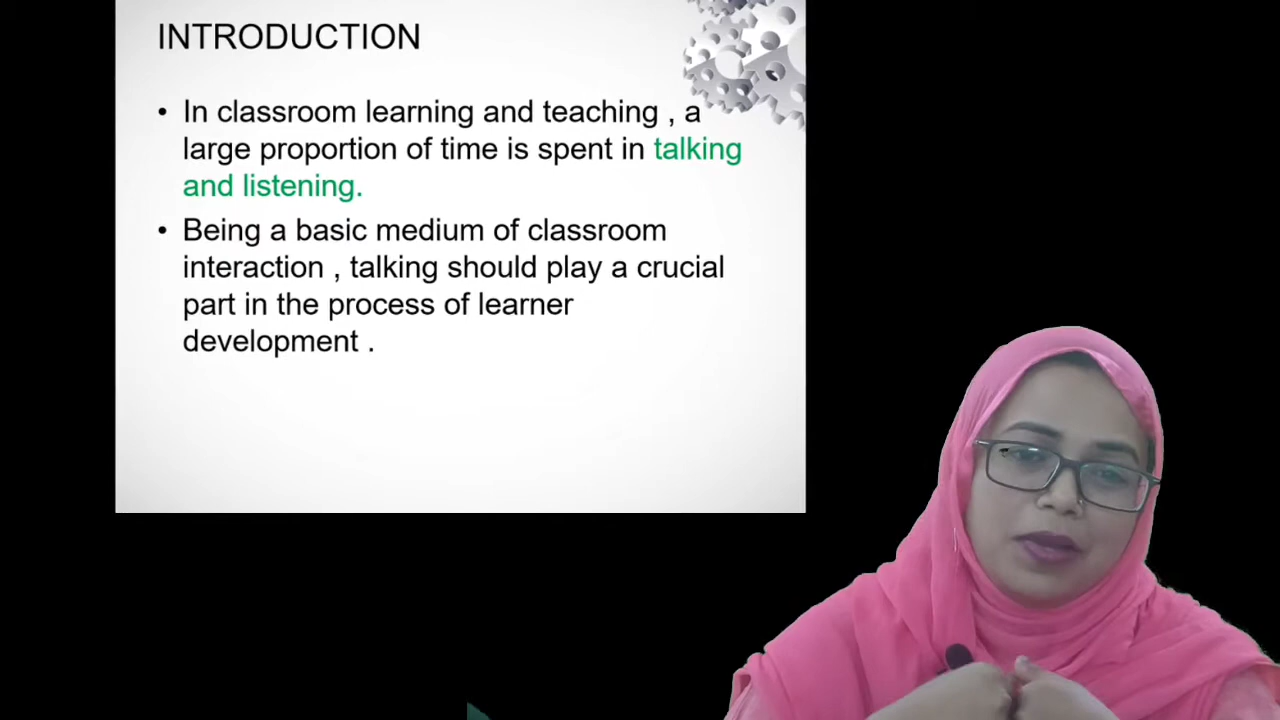 INTRODUCTION
• In classroom learning and teaching , a
large proportion of time is spent in talking
and listening.
• Being a basic medium of classroom
interaction , talking should play a crucial
part in the process of learner
development .